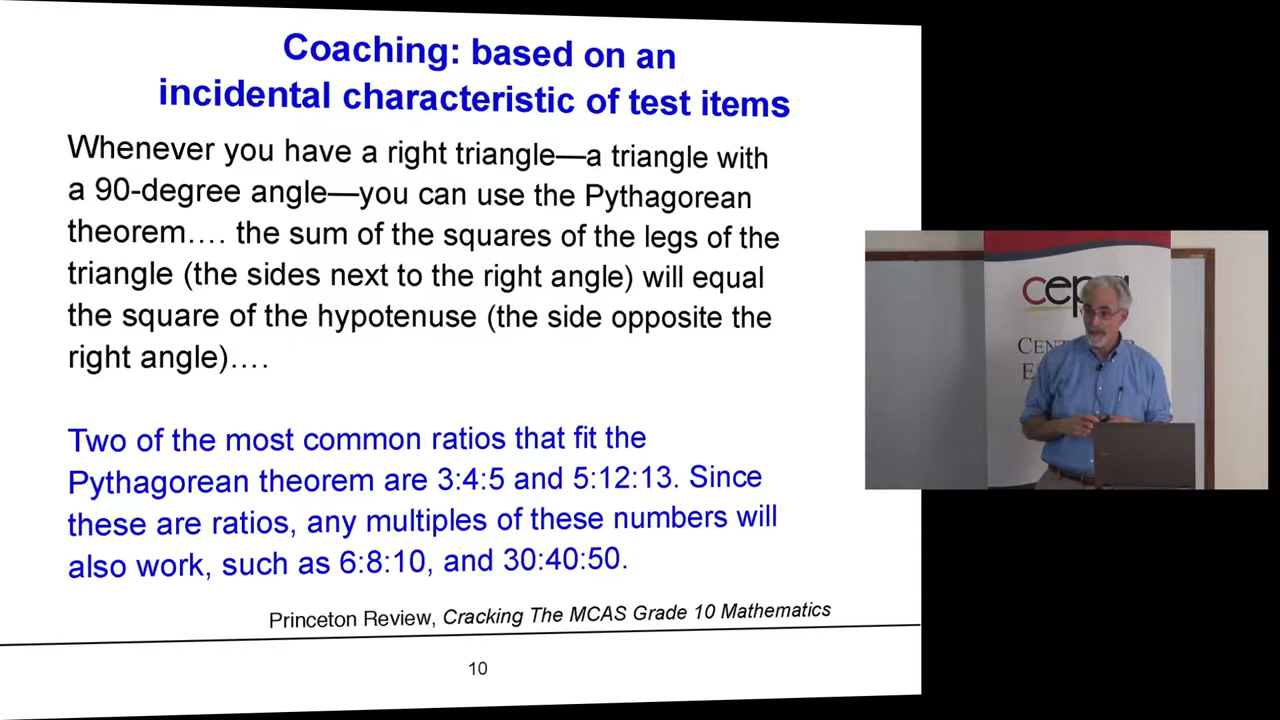 Coaching: based on an
incidental characteristic of test items
Whenever you have a right triangle—a triangle with
a 90-degree angle—you can use the Pythagorean
theorem…. the sum of the squares of the legs of the
triangle (the sides next to the right angle) will equal
the square of the hypotenuse (the side opposite the
right angle)….
Two of the most common ratios that fit the
Pythagorean theorem are 3:4:5 and 5:12:13. Since
these are ratios, any multiples of these numbers will
also work, such as 6:8:10, and 30:40:50.
Princeton Review, Cracking The MCAS Grade 10 Mathematics
10